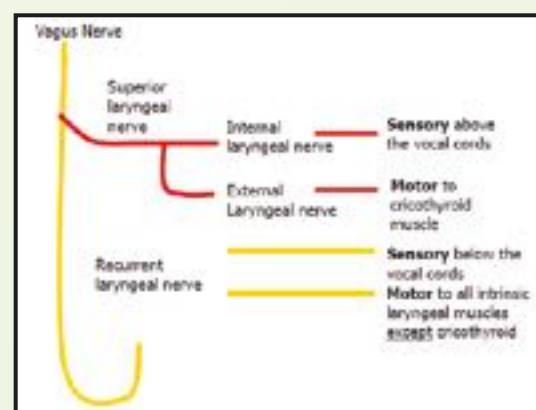 Vagus Nerve
Superior
laryngeal
nerve
Internal
laryngeal nerve
Sensory above
the vocal cords
External
Laryngeal nerve
Motor to
cricothyroid
muscle
Recurrent
laryngeal nerve
Sensory below the
vocal cords
Motor to all intrinsic
laryngeal muscles
except cricothyroid